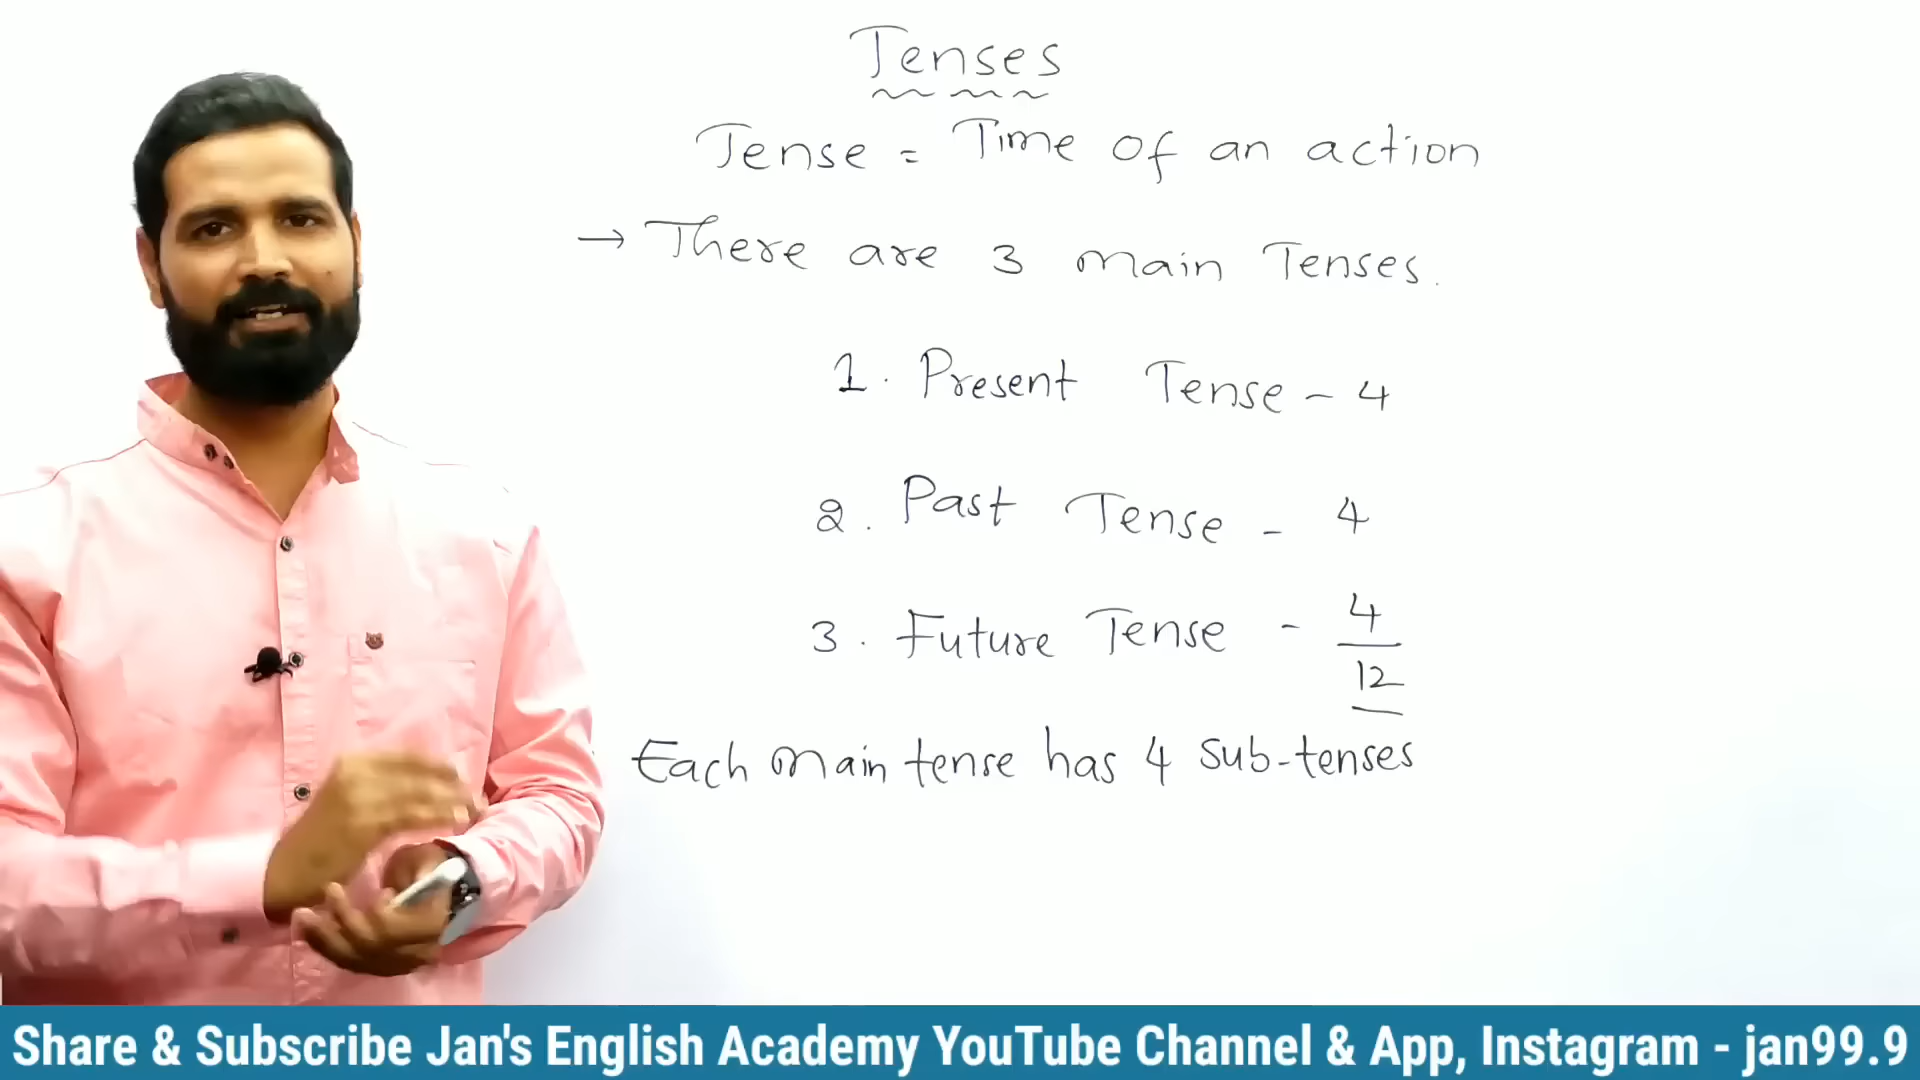 Tenses
Tense = Time of an action
→ There are 3 main Tenses.
1. Present Tense - 4
2. Past Tense - 4
3. Future Tense - 4
12
Each main tense has 4 sub-tenses
Share & Subscribe Jan's English Academy YouTube Channel & App, Instagram - jan99.9